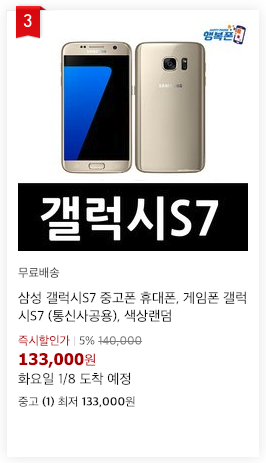 3
행복폰
SAMSUNG
갤럭시S7
무료배송
삼성 갤럭시S7 중고폰 휴대폰, 게임폰 갤럭
시S7 (통신사공용), 색상랜덤
즉시할인가 | 5% 140,000
133,000원
화요일 1/8 도착 예정
중고 (1) 최저 133,000원